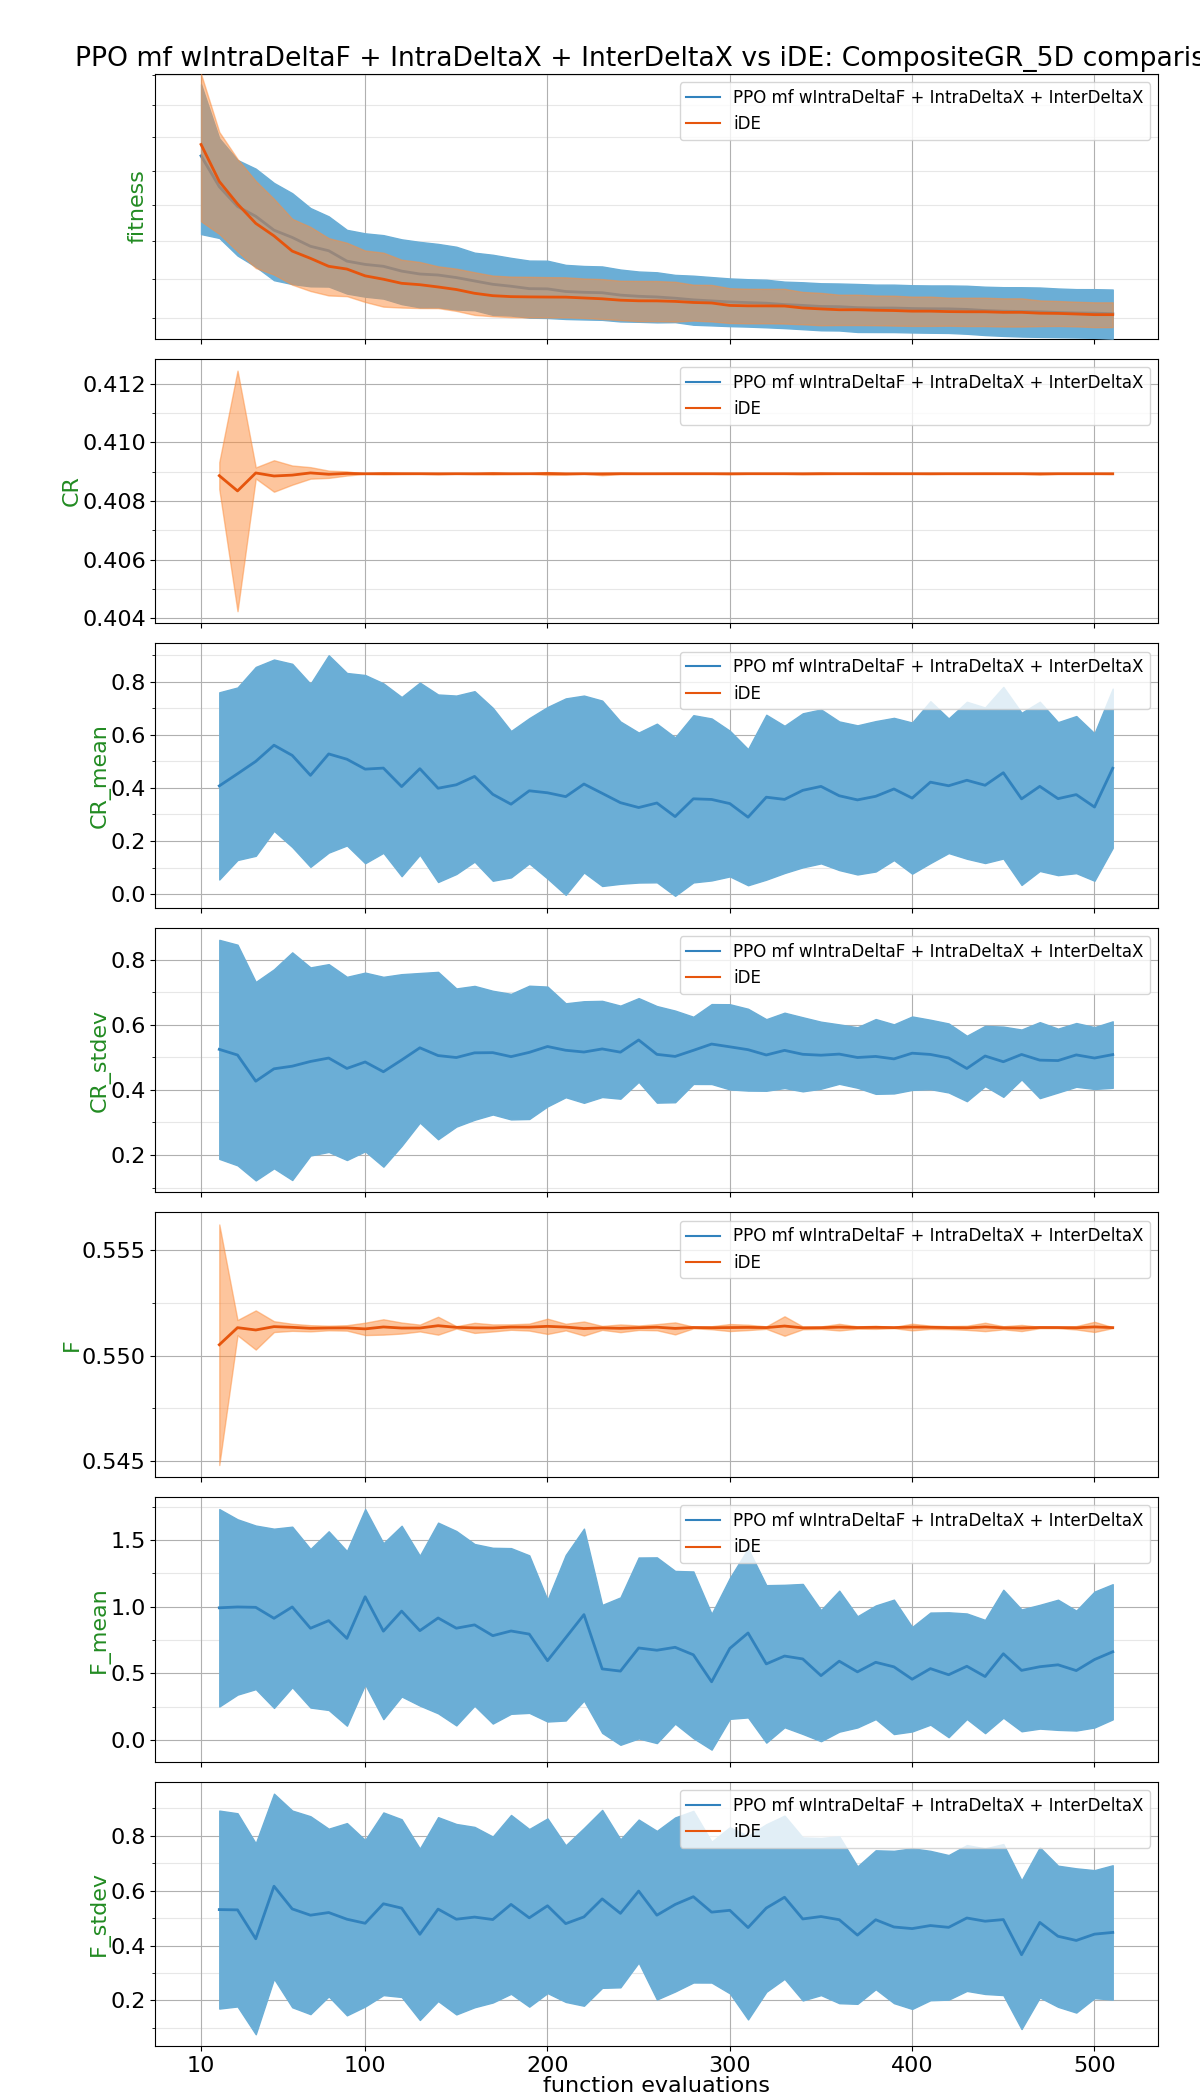 PPO mf wIntraDeltaF + IntraDeltaX + InterDeltaX vs iDE: CompositeGR_5D comparis
fitness
PPO mf wIntraDeltaF + IntraDeltaX + InterDeltaX
iDE
CR
0.412
0.410
0.408
0.406
0.404
PPO mf wIntraDeltaF + IntraDeltaX + InterDeltaX
iDE
CR_mean
0.8
0.6
0.4
0.2
0.0
PPO mf wIntraDeltaF + IntraDeltaX + InterDeltaX
iDE
CR_stdev
0.8
0.6
0.4
0.2
PPO mf wIntraDeltaF + IntraDeltaX + InterDeltaX
iDE
F
0.555
0.550
0.545
PPO mf wIntraDeltaF + IntraDeltaX + InterDeltaX
iDE
F_mean
1.5
1.0
0.5
0.0
PPO mf wIntraDeltaF + IntraDeltaX + InterDeltaX
iDE
F_stdev
0.8
0.6
0.4
0.2
PPO mf wIntraDeltaF + IntraDeltaX + InterDeltaX
iDE
10 100 200 300 400 500
function evaluations